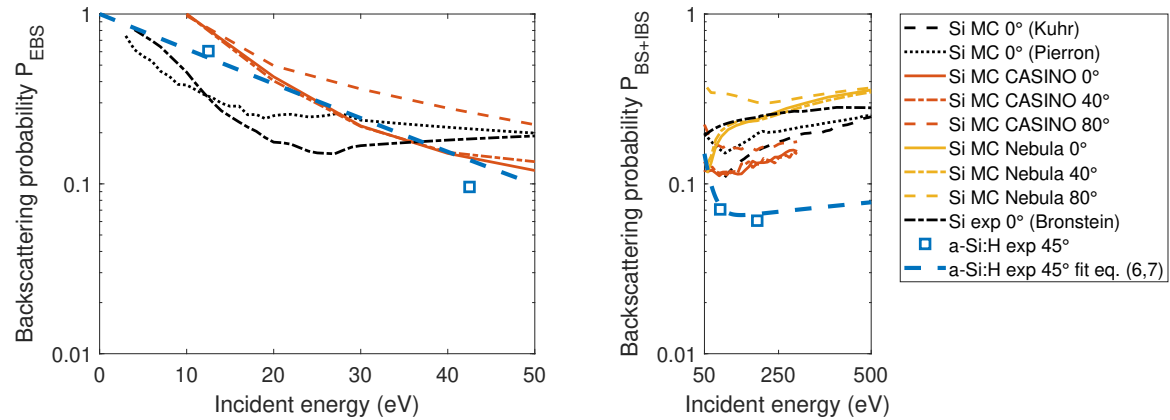 Backscattering probability P_EBS
1
0.1
0.01
0
10
20
30
40
50
Incident energy (eV)
Backscattering probability P_BS+IBS
1
0.1
0.01
50
250
500
Incident energy (eV)
Si MC 0° (Kuhr)
Si MC 0° (Pierron)
Si MC CASINO 0°
Si MC CASINO 40°
Si MC CASINO 80°
Si MC Nebula 0°
Si MC Nebula 40°
Si MC Nebula 80°
Si exp 0° (Bronstein)
a-Si:H exp 45°
a-Si:H exp 45° fit eq. (6,7)